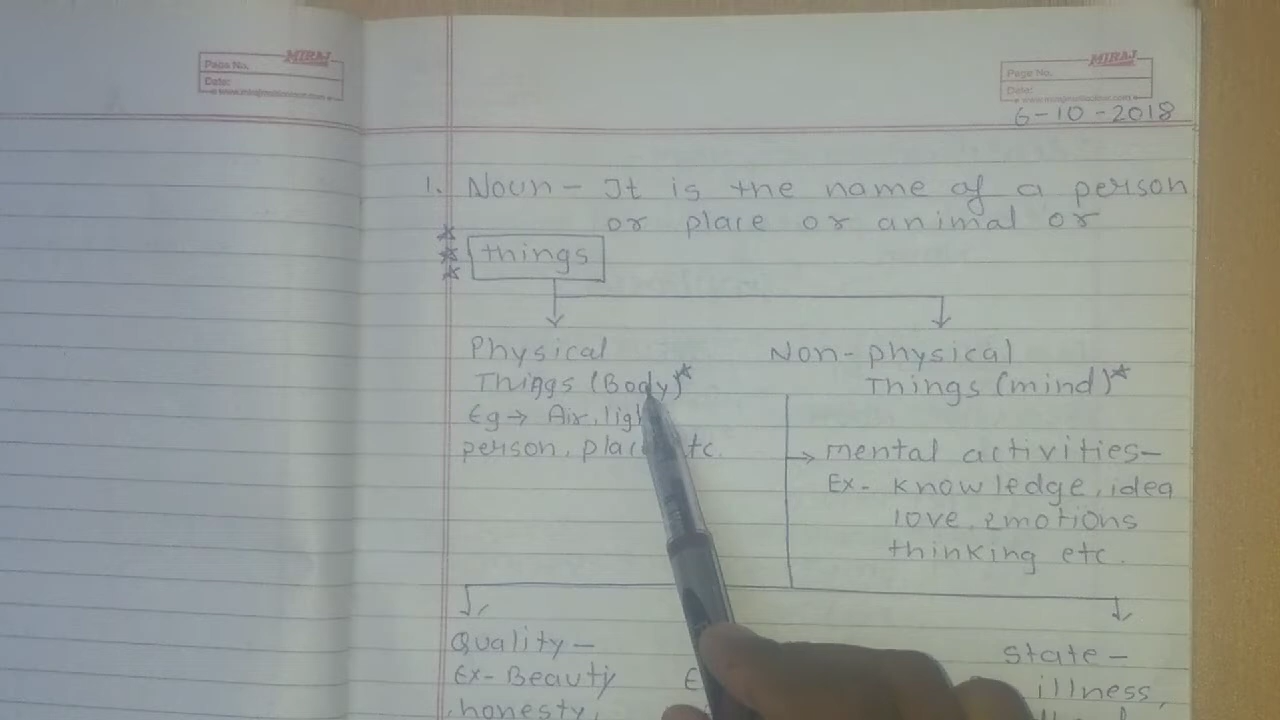 MIRAJ
Page No.
Date:
MIRAJ
Page No.
Date:
6-10-2018
1. Noun - It is the name of a person
or place or animal or
things
Physical
Things (Body)*
Eg → Air, 
person, etc.
Non-physical
Things (mind)*
mental activities-
Ex- knowledge, idea
love, emotions
thinking etc.
Quality -
Ex- Beauty
honesty,
State -
illness,